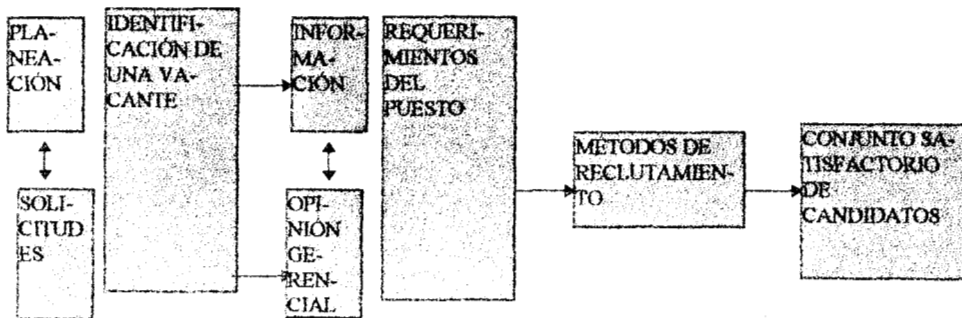 PLA-
NEA-
CIÓN
IDENTIFI-
CACIÓN DE
UNA VA-
CANTE
INFOR-
MA-
CIÓN
REQUERI-
MIENTOS
DEL
PUESTO
SOLI-
CITUD
ES
OPI-
NIÓN
GE-
REN-
CIAL
MÉTODOS DE
RECLUTAMIEN-
TO
CONJUNTO SA-
TISFACTORIO
DE
CANDIDATOS